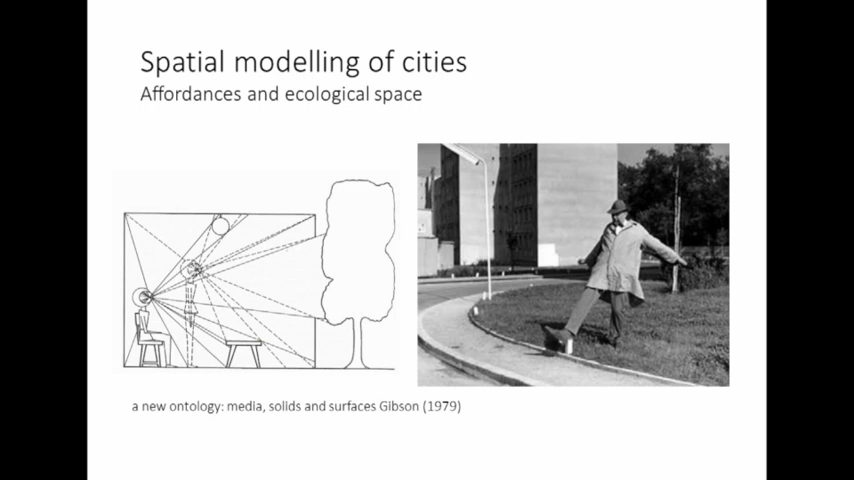 Spatial modelling of cities
Affordances and ecological space
a new ontology: media, solids and surfaces Gibson (1979)